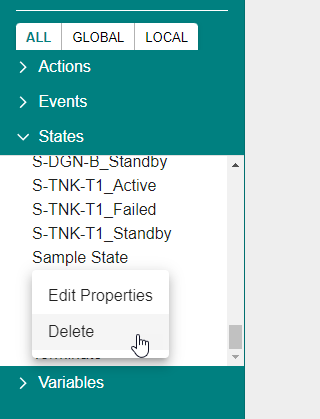 ALL GLOBAL LOCAL
Actions
Events
States
S-DGN-B_Standby
S-TNK-T1_Active
S-TNK-T1_Failed
S-TNK-T1_Standby
Sample State
Edit Properties
Delete
Terminate
Variables